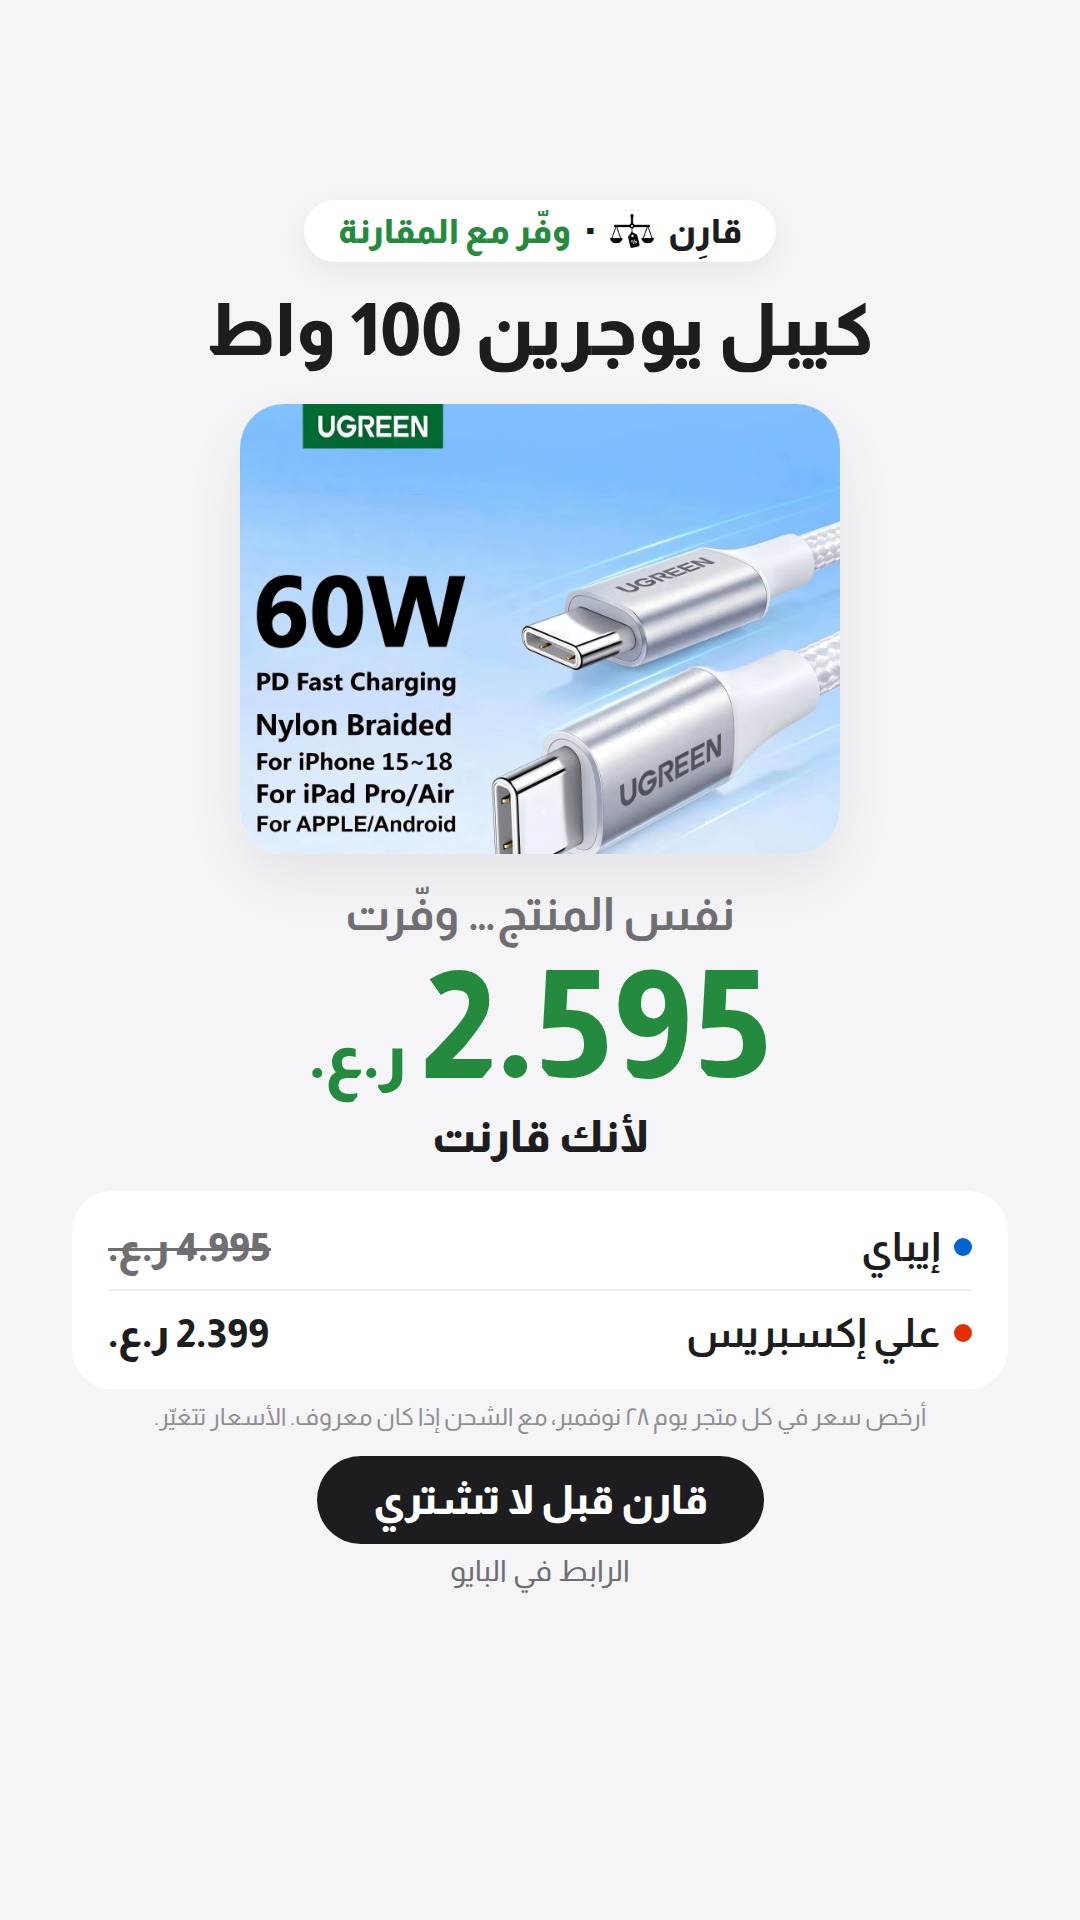 قارِن · وفّر مع المقارنة
كيبل يوجرين 100 واط
UGREEN
60W
PD Fast Charging
Nylon Braided
For iPhone 15~18
For iPad Pro/Air
For APPLE/Android
UGREEN
UGREEN
نفس المنتج... وفّرت
2.595 ر.ع.
لأنك قارنت
إيباي 4.995 ر.ع.
علي إكسبريس 2.399 ر.ع.
أرخص سعر في كل متجر يوم ٢٨ نوفمبر، مع الشحن إذا كان معروف. الأسعار تتغيّر.
قارن قبل لا تشتري
الرابط في البايو